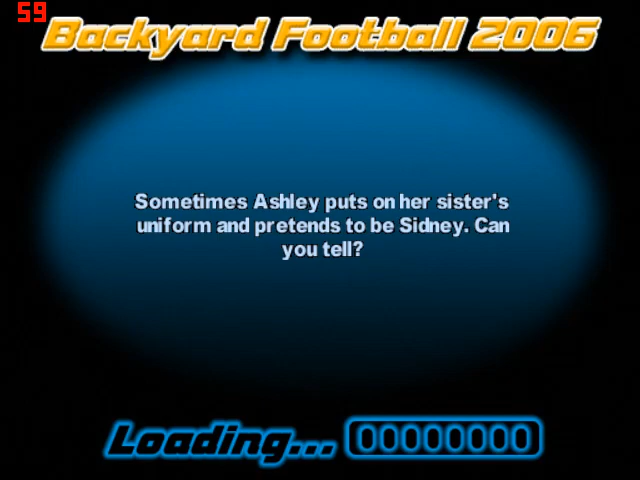 59
Backyard Football 2006
Sometimes Ashley puts on her sister's
uniform and pretends to be Sidney. Can
you tell?
Loading... 00000000